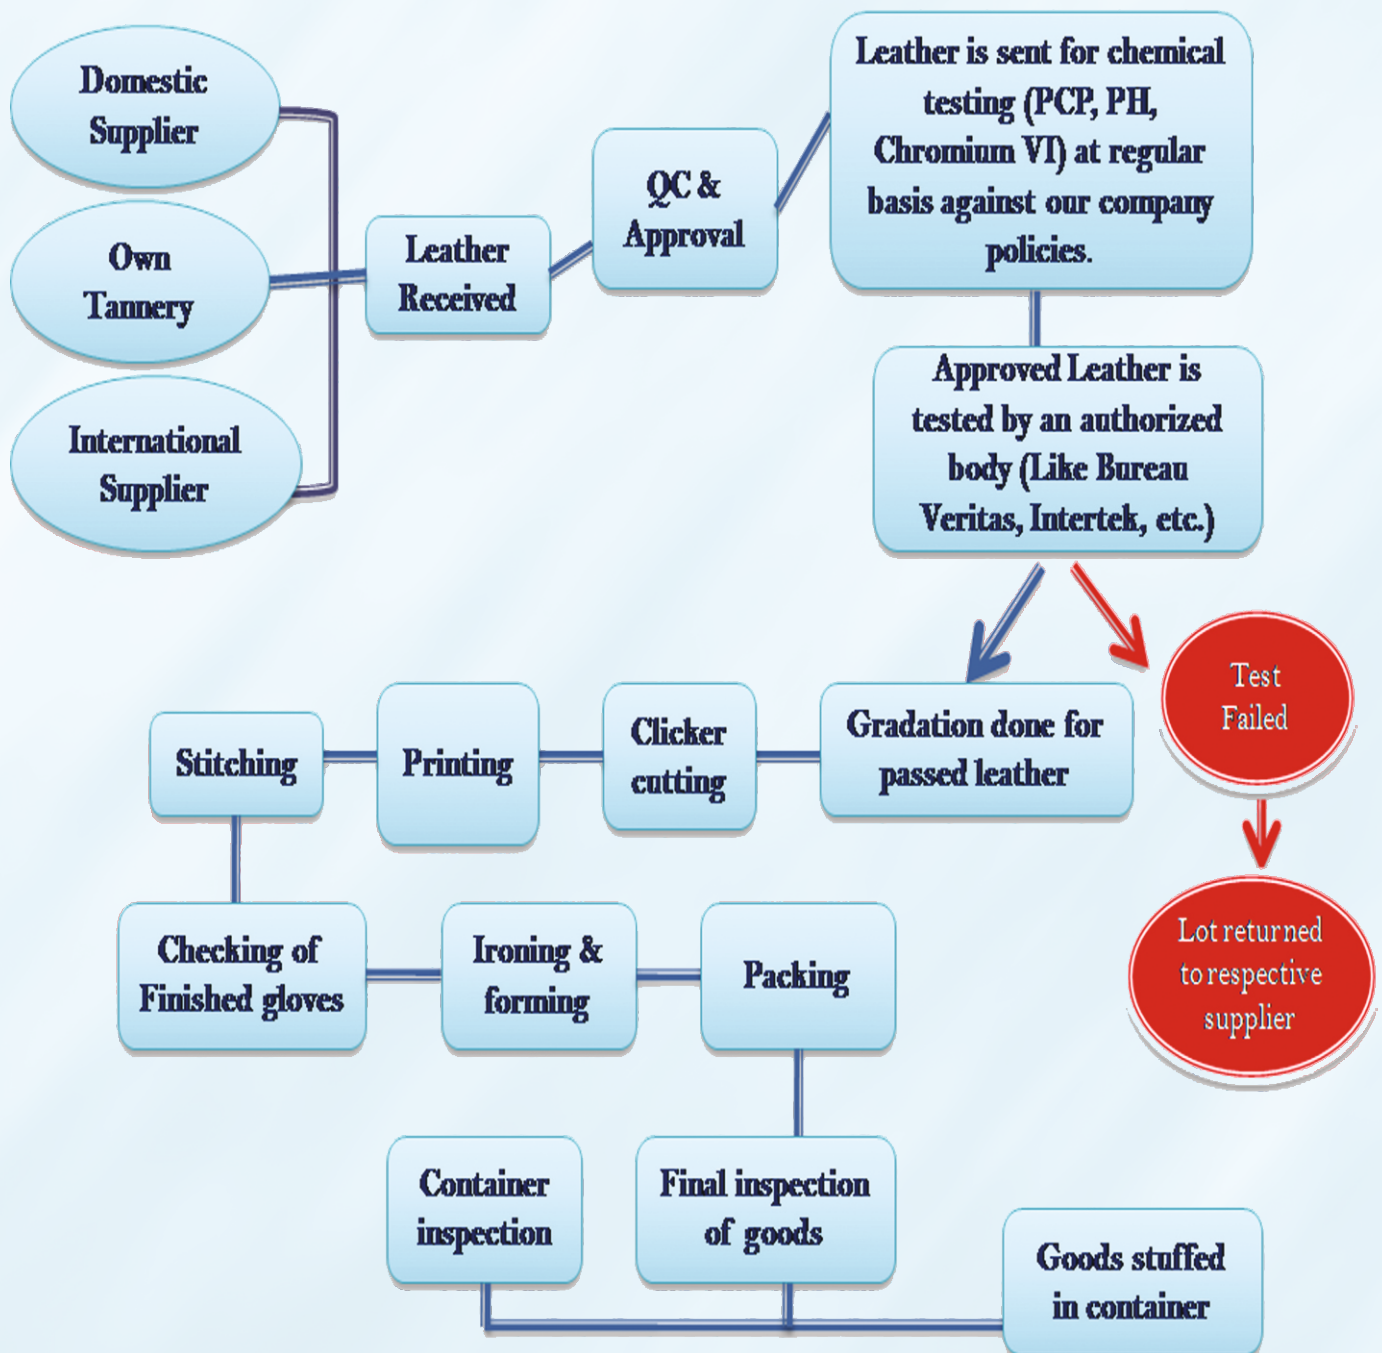 Domestic
Supplier
Own
Tannery
International
Supplier
Leather
Received
QC &
Approval
Leather is sent for chemical
testing (PCP, PH,
Chromium VI) at regular
basis against our company
policies.
Approved Leather is
tested by an authorized
body (Like Bureau
Veritas, Intertek, etc.)
Test
Failed
Lot returned
to respective
supplier
Gradation done for
passed leather
Clicker
cutting
Printing
Stitching
Checking of
Finished gloves
Ironing &
forming
Packing
Final inspection
of goods
Container
inspection
Goods stuffed
in container